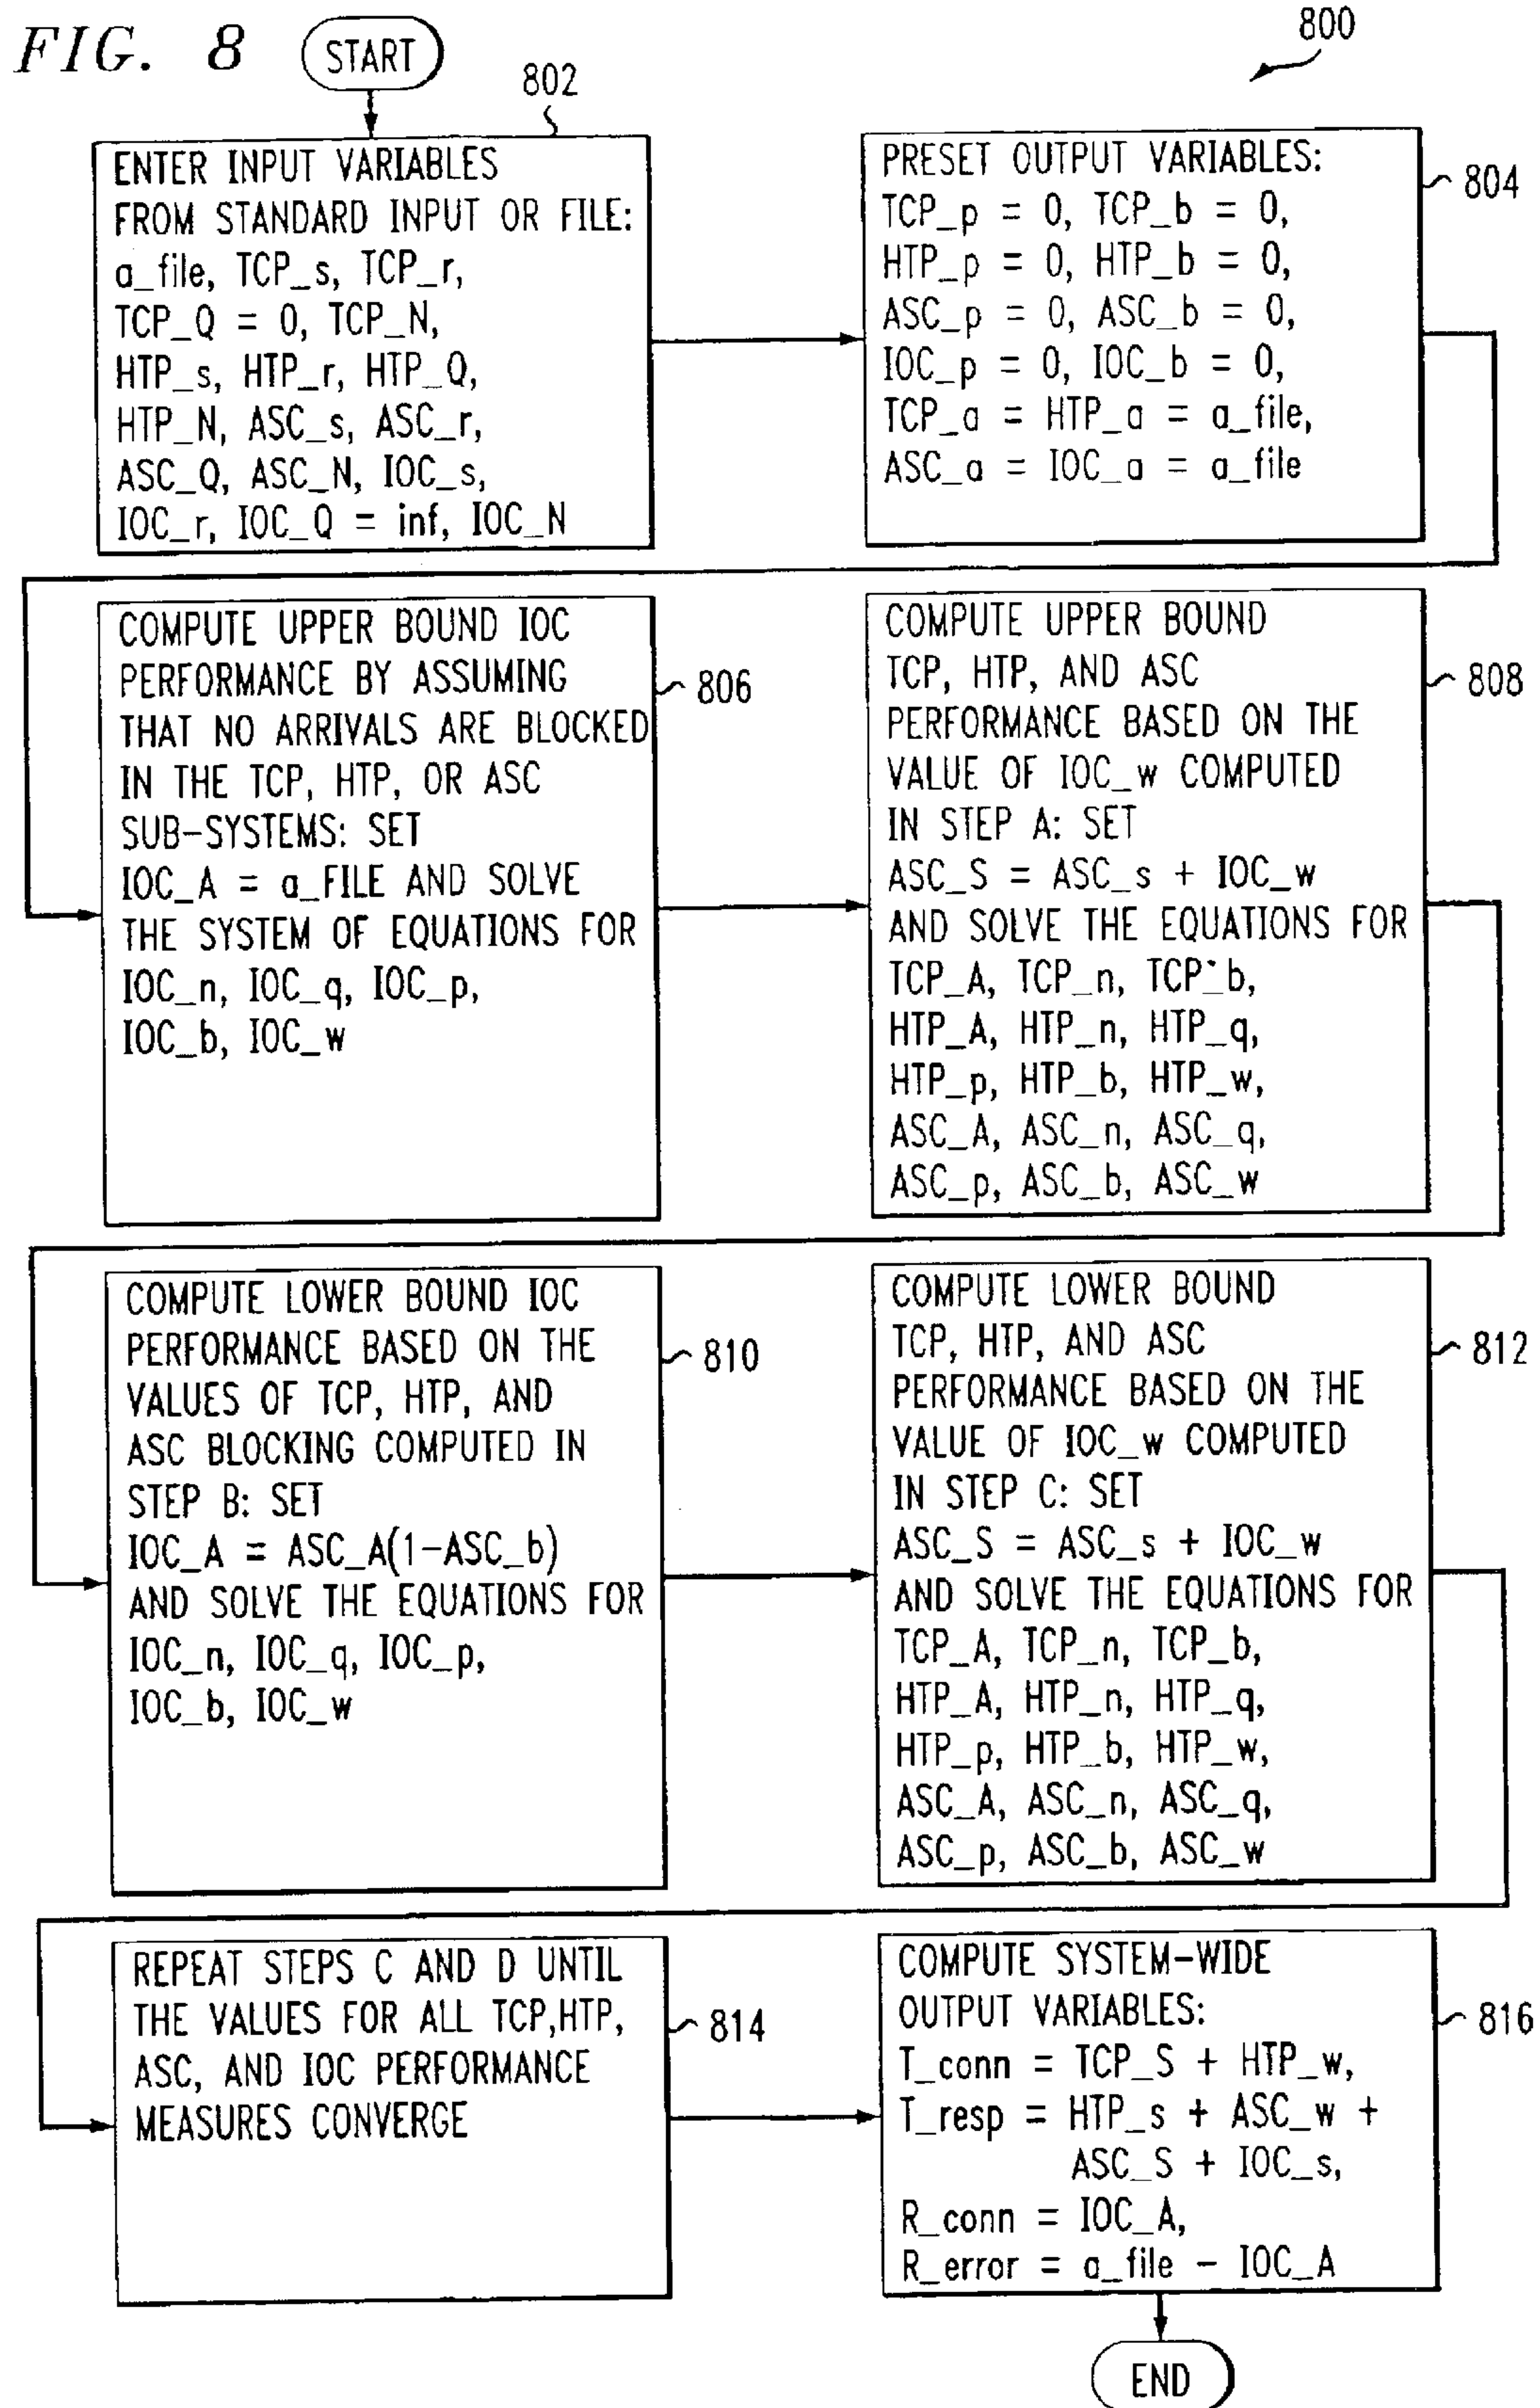 FIG. 8
START
800
802
ENTER INPUT VARIABLES
FROM STANDARD INPUT OR FILE:
a_file, TCP_s, TCP_r,
TCP_Q = 0, TCP_N,
HTP_s, HTP_r, HTP_Q,
HTP_N, ASC_s, ASC_r,
ASC_Q, ASC_N, IOC_s,
IOC_r, IOC_Q = inf, IOC_N
PRESET OUTPUT VARIABLES:
TCP_p = 0, TCP_b = 0,
HTP_p = 0, HTP_b = 0,
ASC_p = 0, ASC_b = 0,
IOC_p = 0, IOC_b = 0,
TCP_a = HTP_a = a_file,
ASC_a = IOC_a = a_file
804
COMPUTE UPPER BOUND IOC
PERFORMANCE BY ASSUMING
THAT NO ARRIVALS ARE BLOCKED
IN THE TCP, HTP, OR ASC
SUB-SYSTEMS: SET
IOC_A = a_FILE AND SOLVE
THE SYSTEM OF EQUATIONS FOR
IOC_n, IOC_q, IOC_p,
IOC_b, IOC_w
806
COMPUTE UPPER BOUND
TCP, HTP, AND ASC
PERFORMANCE BASED ON THE
VALUE OF IOC_w COMPUTED
IN STEP A: SET
ASC_S = ASC_s + IOC_w
AND SOLVE THE EQUATIONS FOR
TCP_A, TCP_n, TCP_b,
HTP_A, HTP_n, HTP_q,
HTP_p, HTP_b, HTP_w,
ASC_A, ASC_n, ASC_q,
ASC_p, ASC_b, ASC_w
808
COMPUTE LOWER BOUND IOC
PERFORMANCE BASED ON THE
VALUES OF TCP, HTP, AND
ASC BLOCKING COMPUTED IN
STEP B: SET
IOC_A = ASC_A(1-ASC_b)
AND SOLVE THE EQUATIONS FOR
IOC_n, IOC_q, IOC_p,
IOC_b, IOC_w
810
COMPUTE LOWER BOUND
TCP, HTP, AND ASC
PERFORMANCE BASED ON THE
VALUE OF IOC_w COMPUTED
IN STEP C: SET
ASC_S = ASC_s + IOC_w
AND SOLVE THE EQUATIONS FOR
TCP_A, TCP_n, TCP_b,
HTP_A, HTP_n, HTP_q,
HTP_p, HTP_b, HTP_w,
ASC_A, ASC_n, ASC_q,
ASC_p, ASC_b, ASC_w
812
REPEAT STEPS C AND D UNTIL
THE VALUES FOR ALL TCP,HTP,
ASC, AND IOC PERFORMANCE
MEASURES CONVERGE
814
COMPUTE SYSTEM-WIDE
OUTPUT VARIABLES:
T_conn = TCP_S + HTP_w,
T_resp = HTP_s + ASC_w +
ASC_S + IOC_s,
R_conn = IOC_A,
R_error = a_file - IOC_A
816
END